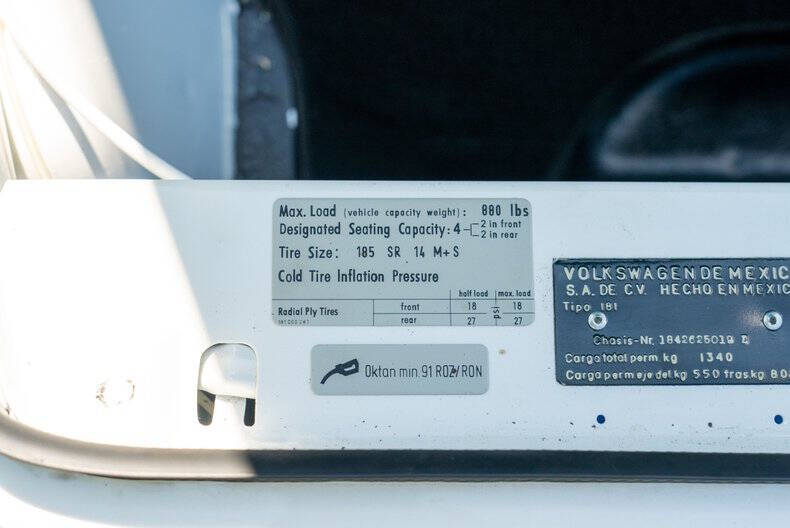 Max. Load (vehicle capacity weight): 880 lbs
Designated Seating Capacity: 4 2 in front
2 in rear
Tire Size: 185 SR 14 M+S
Cold Tire Inflation Pressure
half load max. load
Radial Ply Tires front 18 psi 18
rear 27 27
Oktan min. 91 ROZ/RON
VOLKSWAGEN DE MEXIC
S.A. DE C.V. HECHO EN MEXIC
Tipo 181
Chasis-Nr. 1842625019
Carga total perm. kg 1340
Carga perm eje del. kg 550 tras. kg